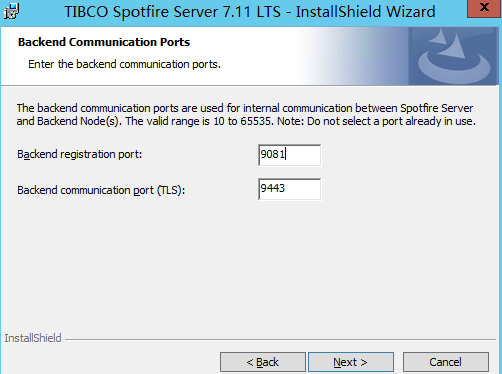 TIBCO Spotfire Server 7.11 LTS - InstallShield Wizard
x
Backend Communication Ports
Enter the backend communication ports.
The backend communication ports are used for internal communication between Spotfire Server
and Backend Node(s). The valid range is 10 to 65535. Note: Do not select a port already in use.
Backend registration port:
9081
Backend communication port (TLS):
9443
InstallShield
< Back
Next >
Cancel